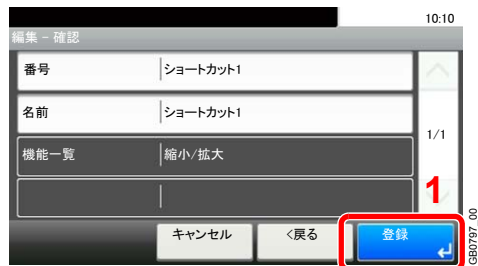 10:10
編集 - 確認
番号 ショートカット1
名前 ショートカット1
1/1
機能一覧 縮小/拡大
1
キャンセル <戻る 登録
GB0797_00